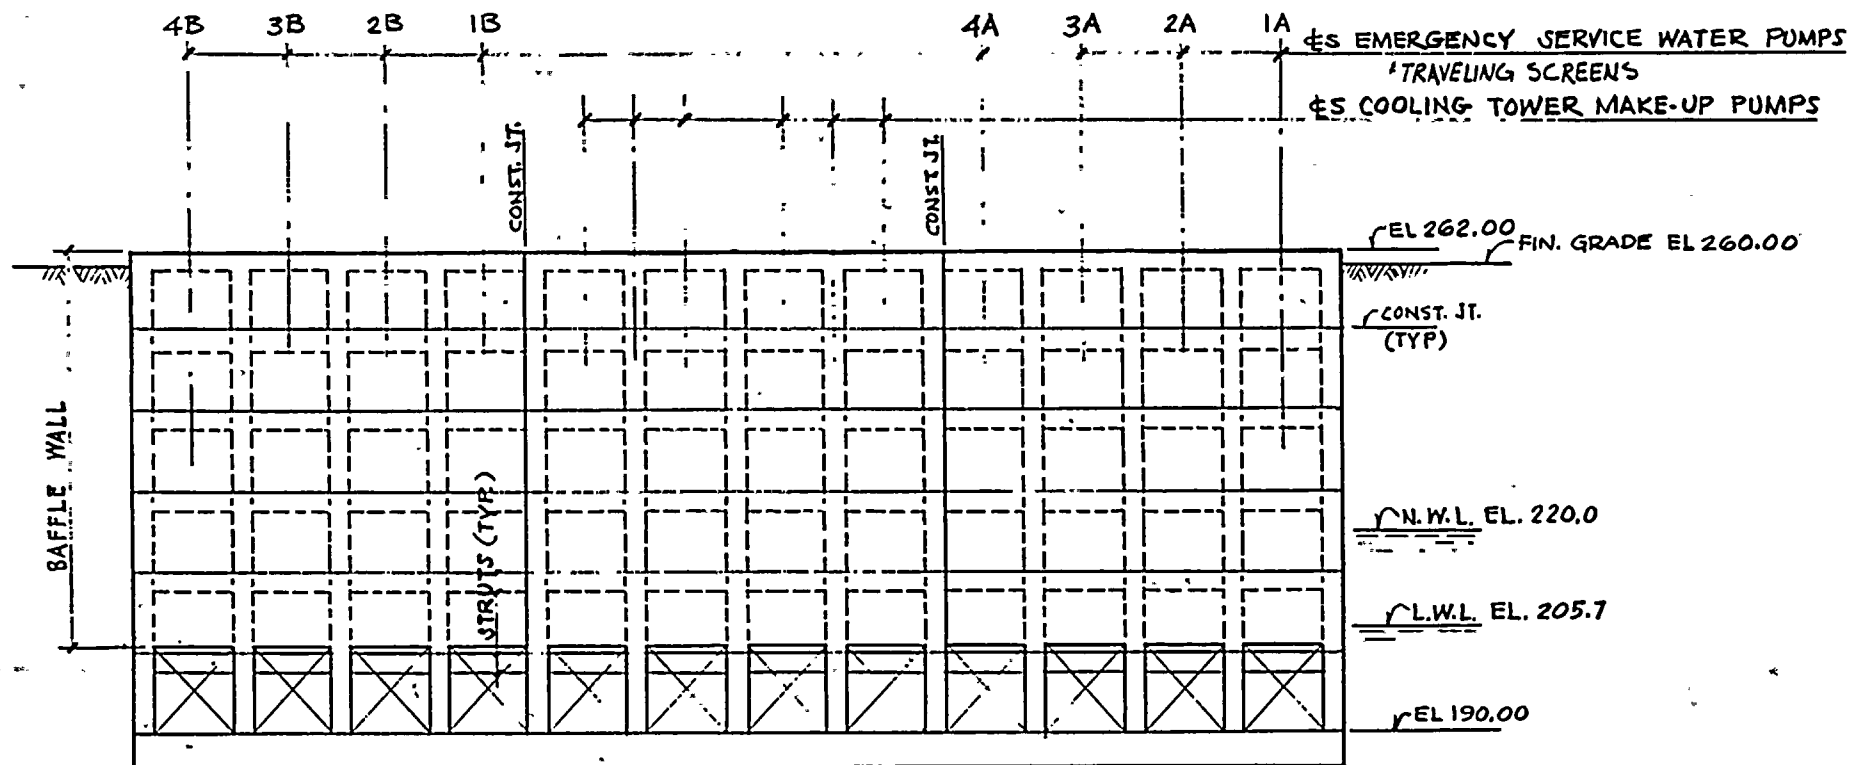 4B 3B 2B 1B 4A 3A 2A 1A
℄S EMERGENCY SERVICE WATER PUMPS
' TRAVELING SCREENS
℄S COOLING TOWER MAKE-UP PUMPS
CONST. JT.
CONST JT.
EL 262.00
FIN. GRADE EL 260.00
CONST. JT.
(TYP)
BAFFLE WALL
STRUTS (TYP.)
N.W.L. EL. 220.0
L.W.L. EL. 205.7
EL 190.00